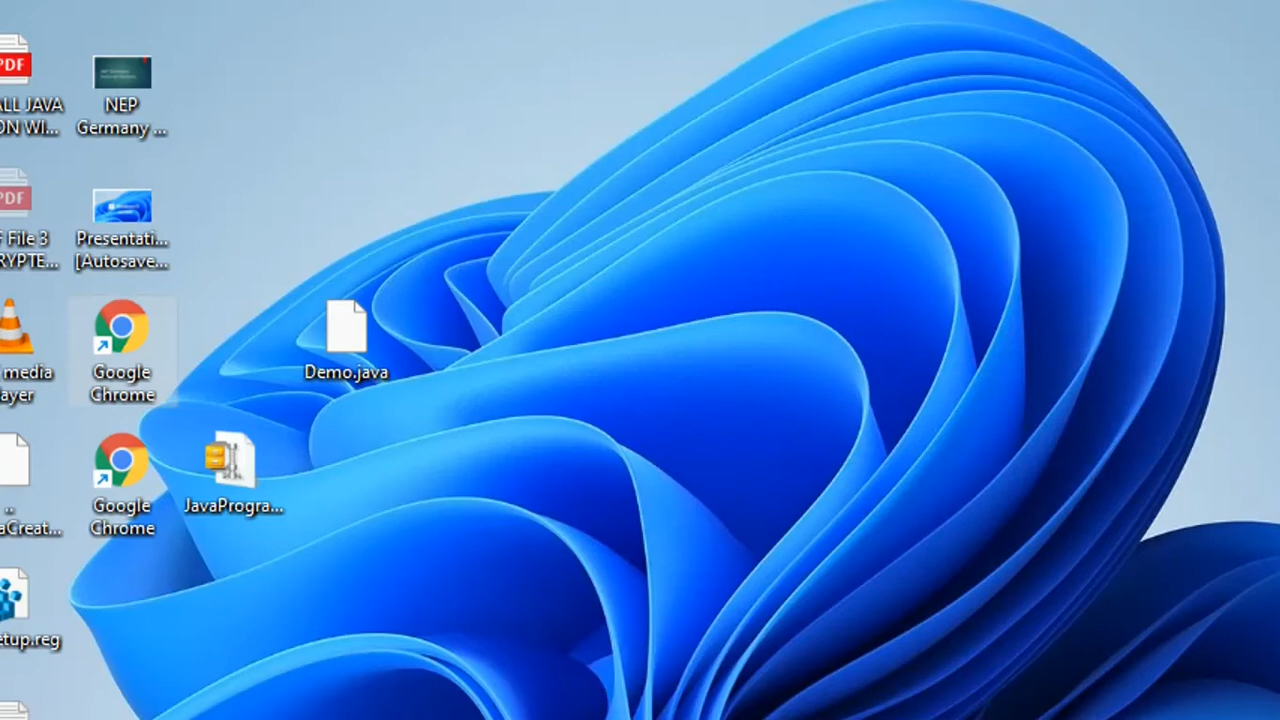 PDF
ALL JAVA
ON WI...
NEP
Germany ...
PDF
F File 3
RYPTE...
Presentati...
[Autosave...
media
ayer
Google
Chrome
Demo.java
..
aCreat...
Google
Chrome
JavaProgra...
etup.reg